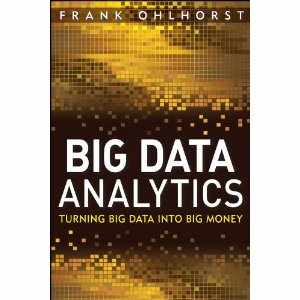 FRANK OHLHORST
BIG DATA
ANALYTICS
TURNING BIG DATA INTO BIG MONEY